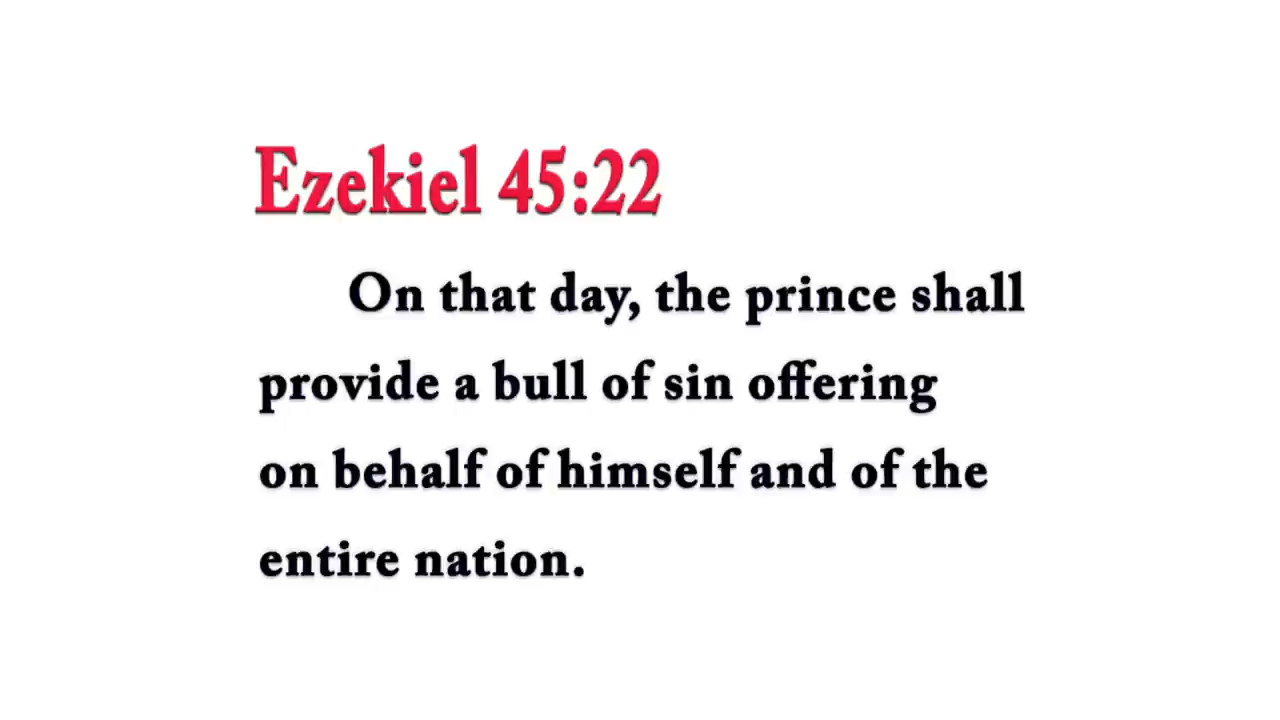 Ezekiel 45:22
On that day, the prince shall
provide a bull of sin offering
on behalf of himself and of the
entire nation.